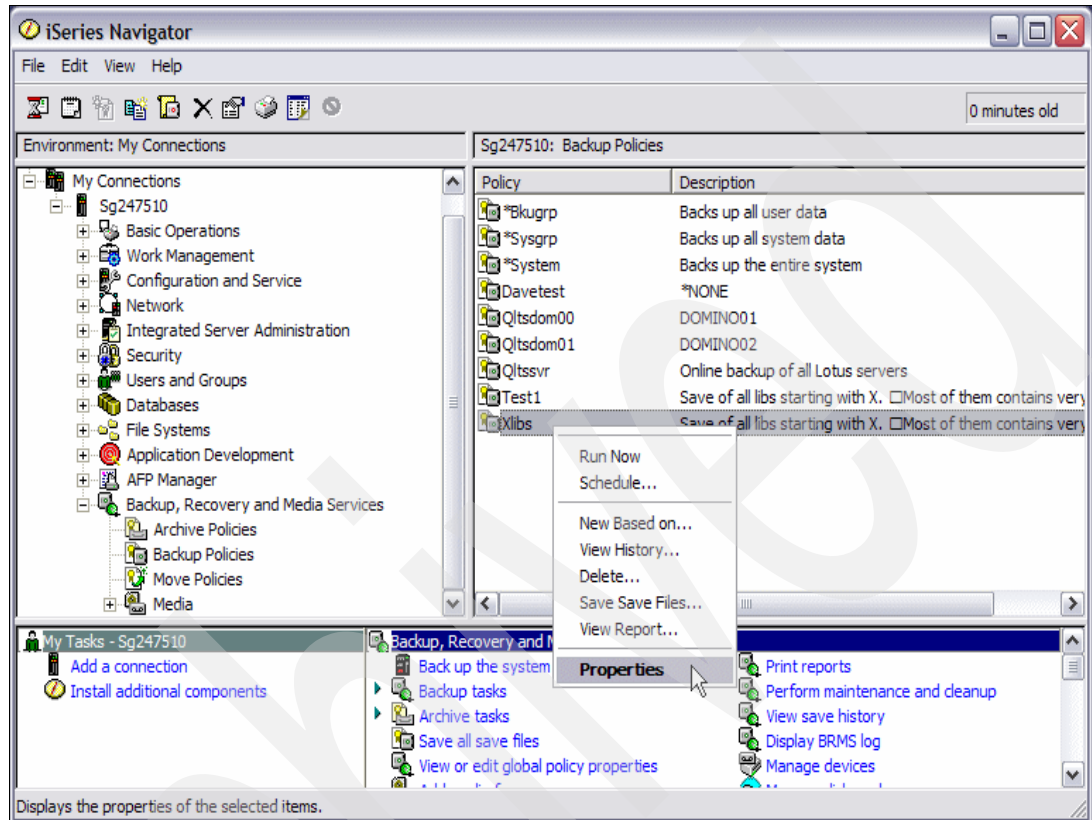 iSeries Navigator
File Edit View Help
0 minutes old
Environment: My Connections
Sg247510: Backup Policies
My Connections
Sg247510
Basic Operations
Work Management
Configuration and Service
Network
Integrated Server Administration
Security
Users and Groups
Databases
File Systems
Application Development
AFP Manager
Backup, Recovery and Media Services
Archive Policies
Backup Policies
Move Policies
Media
Policy Description
*Bkugrp Backs up all user data
*Sysgrp Backs up all system data
*System Backs up the entire system
Davetest *NONE
Qltsdom00 DOMINO01
Qltsdom01 DOMINO02
Qltssvr Online backup of all Lotus servers
Test1 Save of all libs starting with X. □Most of them contains very
Xlibs Save of all libs starting with X. □Most of them contains very
Run Now
Schedule...
New Based on...
View History...
Delete...
Save Save Files...
View Report...
Properties
My Tasks - Sg247510
Add a connection
Install additional components
Backup, Recovery and
Back up the system
Backup tasks
Archive tasks
Save all save files
View or edit global policy properties
Print reports
Perform maintenance and cleanup
View save history
Display BRMS log
Manage devices
Displays the properties of the selected items.